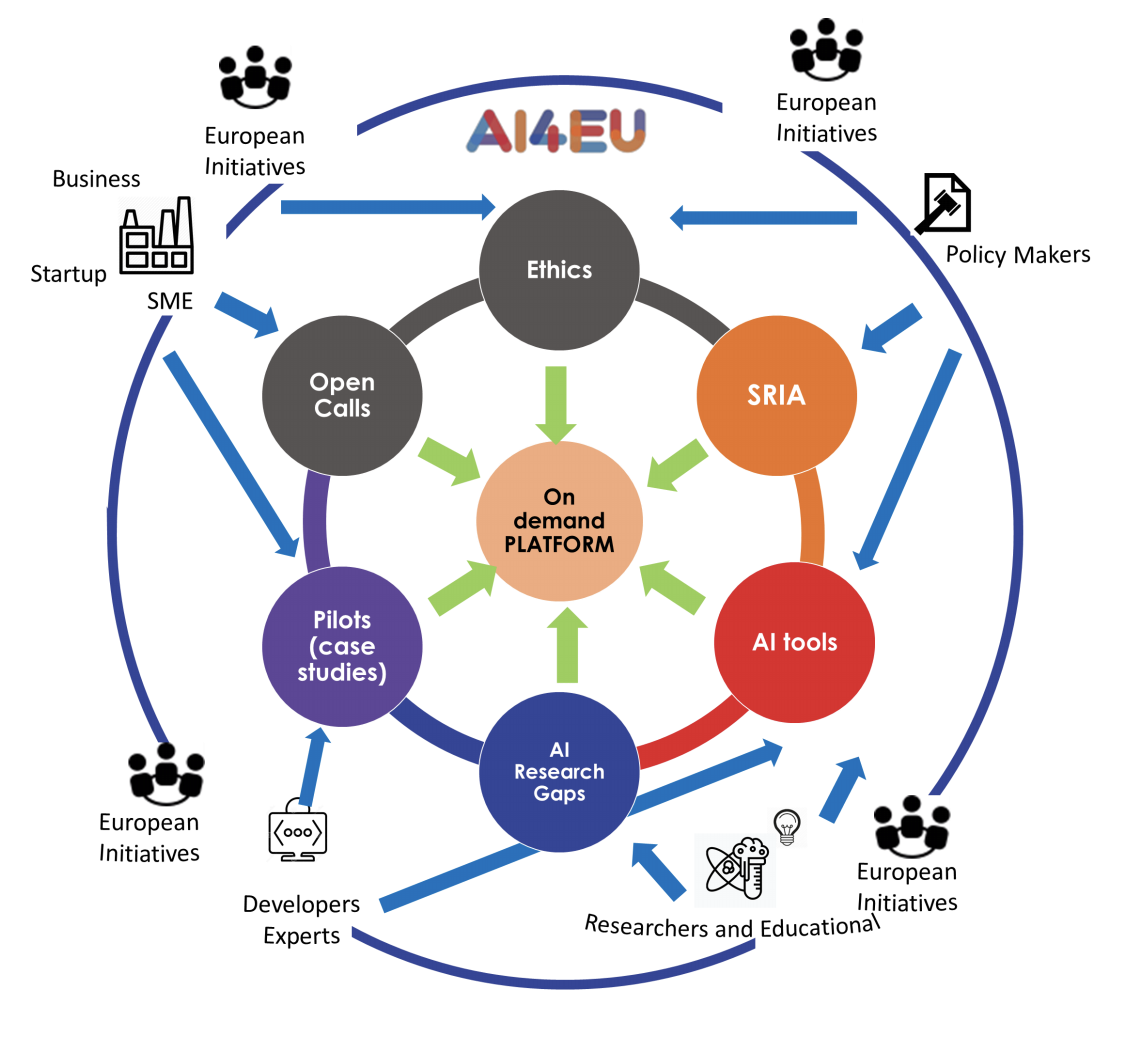 European
Initiatives
European
Initiatives
AI4EU
Business
Startup
SME
Policy Makers
Ethics
Open
Calls
SRIA
On
demand
PLATFORM
Pilots
(case
studies)
AI tools
AI
Research
Gaps
European
Initiatives
Developers
Experts
Researchers and Educational
European
Initiatives